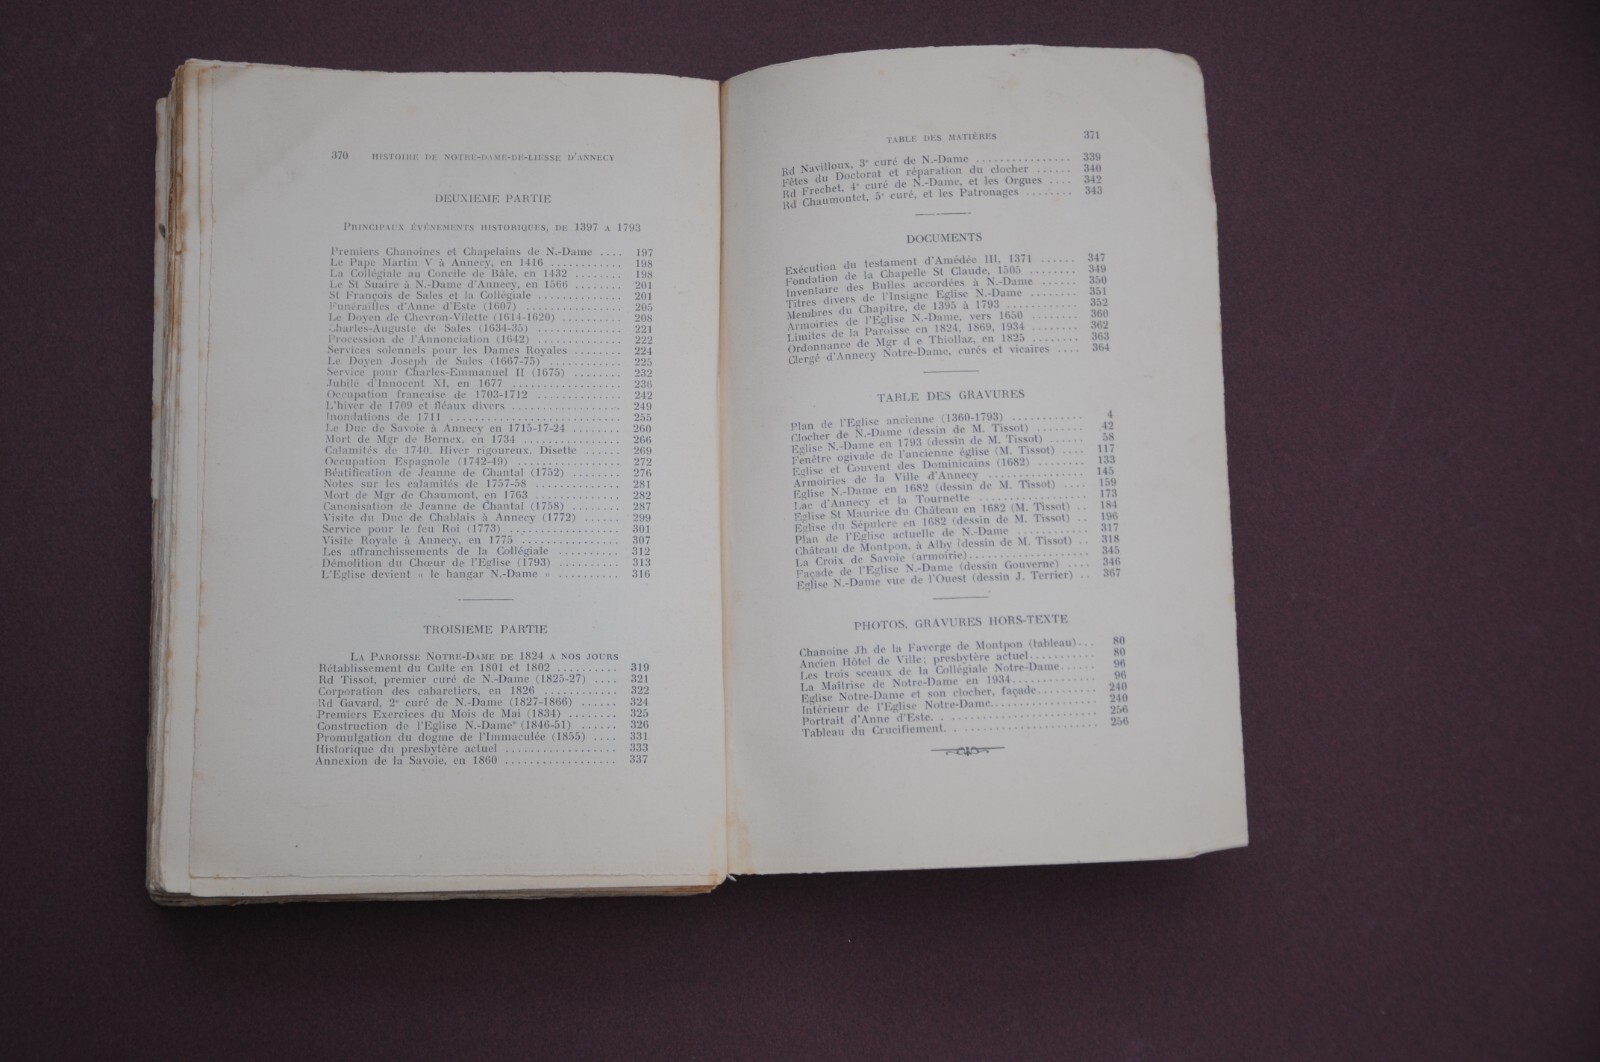 370 HISTOIRE DE NOTRE-DAME-DE-LIESSE D'ANNECY
DEUXIEME PARTIE
PRINCIPAUX ÉVÉNEMENTS HISTORIQUES, DE 1397 A 1793
Premiers Chanoines et Chapelains de N.-Dame .... 197
Le Pape Martin V à Annecy, en 1416 ............ 198
La Collégiale au Concile de Bâle, en 1432 ........ 198
Le St Suaire à N.-Dame d'Annecy, en 1566 ........ 201
St François de Sales et la Collégiale ............ 201
Funérailles d'Anne d'Este (1607) ................ 205
Le Doyen de Chevron-Vilette (1614-1620) ........ 208
Charles-Auguste de Sales (1634-35) .............. 221
Procession de l'Annonciation (1642) .............. 222
Services solennels pour les Dames Royales ........ 224
Le Doyen Joseph de Sales (1667-75) ............ 225
Service pour Charles-Emmanuel II (1675) ........ 232
Jubilé d'Innocent XI, en 1677 .................. 236
Occupation française de 1703-1712 .............. 242
L'hiver de 1709 et fléaux divers .................. 249
Inondations de 1711 ............................ 255
Le Duc de Savoie à Annecy en 1715-17-24 ........ 260
Mort de Mgr de Bernex, en 1734 ................ 266
Calamités de 1740. Hiver rigoureux. Disette ...... 269
Occupation Espagnole (1742-49) ................ 272
Béatification de Jeanne de Chantal (1752) ........ 276
Notes sur les calamités de 1757-58 .............. 281
Mort de Mgr de Chaumont, en 1763 .............. 282
Canonisation de Jeanne de Chantal (1758) ........ 287
Visite du Duc de Chablais à Annecy (1772) ...... 299
Service pour le feu Roi (1773) .................. 301
Visite Royale à Annecy, en 1775 ................ 307
Les affranchissements de la Collégiale .......... 312
Démolition du Chœur de l'Eglise (1793) .......... 313
L'Eglise devient « le hangar N.-Dame » .......... 316
TROISIEME PARTIE
LA PAROISSE NOTRE-DAME DE 1824 A NOS JOURS
Rétablissement du Culte en 1801 et 1802 .......... 319
Rd Tissot, premier curé de N.-Dame (1825-27) .... 321
Corporation des cabaretiers, en 1826 ............ 322
Rd Gavard, 2e curé de N.-Dame (1827-1866) ...... 324
Premiers Exercices du Mois de Mai (1834) ........ 325
Construction de l'Eglise N.-Dame (1846-51) ...... 326
Promulgation du dogme de l'Immaculée (1855) .... 331
Historique du presbytère actuel .................. 333
Annexion de la Savoie, en 1860 .................. 337
TABLE DES MATIÈRES 371
Rd Navilloux, 3e curé de N.-Dame ............... 339
Fêtes du Doctorat et réparation du clocher ...... 340
Rd Frechet, 4e curé de N.-Dame, et les Orgues .... 342
Rd Chaumontet, 5e curé, et les Patronages ........ 343
DOCUMENTS
Exécution du testament d'Amédée III, 1371 ...... 347
Fondation de la Chapelle St Claude, 1505 ........ 349
Inventaire des Bulles accordées à N.-Dame ...... 350
Titres divers de l'Insigne Eglise N.-Dame ........ 351
Membres du Chapitre, de 1395 à 1793 ............ 352
Armoiries de l'Eglise N.-Dame, vers 1650 ........ 360
Limites de la Paroisse en 1824, 1869, 1934 ........ 362
Ordonnance de Mgr d e Thiollaz, en 1825 ........ 363
Clergé d'Annecy Notre-Dame, curés et vicaires .... 364
TABLE DES GRAVURES
Plan de l'Eglise ancienne (1360-1793) ............ 4
Clocher de N.-Dame (dessin de M. Tissot) ........ 42
Eglise N.-Dame en 1793 (dessin de M. Tissot) ...... 58
Fenêtre ogivale de l'ancienne église (M. Tissot) .... 117
Eglise et Couvent des Dominicains (1682) ........ 133
Armoiries de la Ville d'Annecy ................ 145
Eglise N.-Dame en 1682 (dessin de M. Tissot) .... 159
Lac d'Annecy et la Tournette .................. 173
Eglise St Maurice du Château en 1682 (M. Tissot) .. 184
Eglise du Sépulcre en 1682 (dessin de M. Tissot) .. 196
Plan de l'Eglise actuelle de N.-Dame ............ 317
Château de Montpon, à Alby (dessin de M. Tissot) .. 318
La Croix de Savoie (armoirie).................... 345
Façade de l'Eglise N.-Dame (dessin Gouverne) .... 346
Eglise N.-Dame vue de l'Ouest (dessin J. Terrier) .. 367
PHOTOS, GRAVURES HORS-TEXTE
Chanoine Jh de la Faverge de Montpon (tableau)... 80
Ancien Hôtel de Ville; presbytère actuel........... 80
Les trois sceaux de la Collégiale Notre-Dame...... 96
La Maîtrise de Notre-Dame en 1934.............. 96
Eglise Notre-Dame et son clocher, façade.......... 240
Intérieur de l'Eglise Notre-Dame.................. 240
Portrait d'Anne d'Este. ......................... 256
Tableau du Crucifiement. ....................... 256